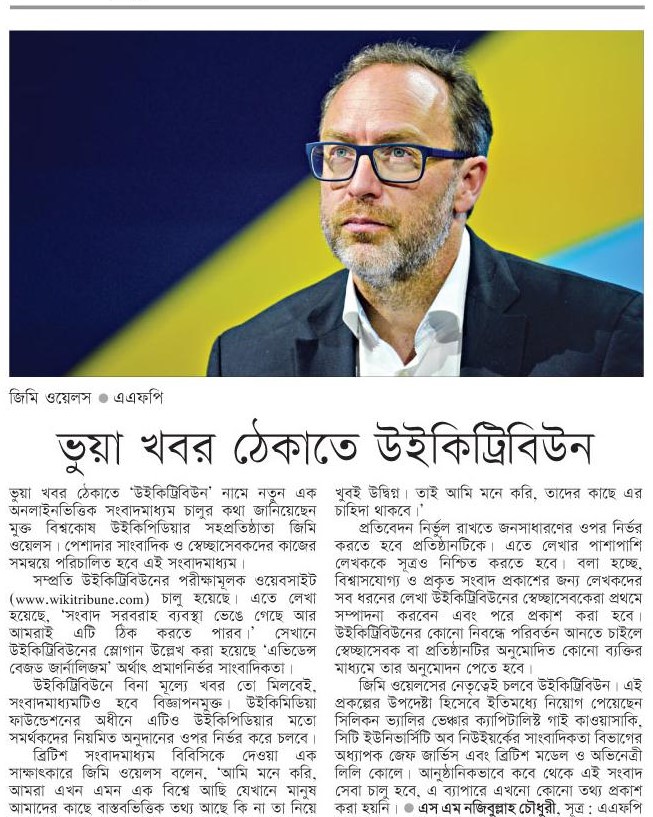 জিমি ওয়েলস ● এএফপি
ভুয়া খবর ঠেকাতে উইকিট্রিবিউন
ভুয়া খবর ঠেকাতে ‘উইকিট্রিবিউন’ নামে নতুন এক
অনলাইনভিত্তিক সংবাদমাধ্যম চালুর কথা জানিয়েছেন
মুক্ত বিশ্বকোষ উইকিপিডিয়ার সহপ্রতিষ্ঠাতা জিমি
ওয়েলস। পেশাদার সাংবাদিক ও স্বেচ্ছাসেবকদের কাজের
সমন্বয়ে পরিচালিত হবে এই সংবাদমাধ্যম।
সম্প্রতি উইকিট্রিবিউনের পরীক্ষামূলক ওয়েবসাইট
(www.wikitribune.com) চালু হয়েছে। এতে লেখা
হয়েছে, ‘সংবাদ সরবরাহ ব্যবস্থা ভেঙে গেছে আর
আমরাই এটি ঠিক করতে পারব।’ সেখানে
উইকিট্রিবিউনের স্লোগান উল্লেখ করা হয়েছে ‘এভিডেন্স
বেজড জার্নালিজম’ অর্থাৎ প্রমাণনির্ভর সাংবাদিকতা।
উইকিট্রিবিউনে বিনা মূল্যে খবর তো মিলবেই,
সংবাদমাধ্যমটিও হবে বিজ্ঞাপনমুক্ত। উইকিমিডিয়া
ফাউন্ডেশনের অধীনে এটিও উইকিপিডিয়ার মতো
সমর্থকদের নিয়মিত অনুদানের ওপর নির্ভর করে চলবে।
ব্রিটিশ সংবাদমাধ্যম বিবিসিকে দেওয়া এক
সাক্ষাৎকারে জিমি ওয়েলস বলেন, ‘আমি মনে করি,
আমরা এখন এমন এক বিশ্বে আছি যেখানে মানুষ
আমাদের কাছে বাস্তবভিত্তিক তথ্য আছে কি না তা নিয়ে
খুবই উদ্বিগ্ন। তাই আমি মনে করি, তাদের কাছে এর
চাহিদা থাকবে।’
প্রতিবেদন নির্ভুল রাখতে জনসাধারণের ওপর নির্ভর
করতে হবে প্রতিষ্ঠানটিকে। এতে লেখার পাশাপাশি
লেখককে সূত্রও নিশ্চিত করতে হবে। বলা হচ্ছে,
বিশ্বাসযোগ্য ও প্রকৃত সংবাদ প্রকাশের জন্য লেখকদের
সব ধরনের লেখা উইকিট্রিবিউনের স্বেচ্ছাসেবকেরা প্রথমে
সম্পাদনা করবেন এবং পরে প্রকাশ করা হবে।
উইকিট্রিবিউনের কোনো নিবন্ধে পরিবর্তন আনতে চাইলে
স্বেচ্ছাসেবক বা প্রতিষ্ঠানটির অনুমোদিত কোনো ব্যক্তির
মাধ্যমে তার অনুমোদন পেতে হবে।
জিমি ওয়েলসের নেতৃত্বেই চলবে উইকিট্রিবিউন। এই
প্রকল্পের উপদেষ্টা হিসেবে ইতিমধ্যে নিয়োগ পেয়েছেন
সিলিকন ভ্যালির ভেঞ্চার ক্যাপিটালিস্ট গাই কাওয়াসাকি,
সিটি ইউনিভার্সিটি অব নিউইয়র্কের সাংবাদিকতা বিভাগের
অধ্যাপক জেফ জার্ভিস এবং ব্রিটিশ মডেল ও অভিনেত্রী
লিলি কোলে। আনুষ্ঠানিকভাবে কবে থেকে এই সংবাদ
সেবা চালু হবে, এ ব্যাপারে এখনো কোনো তথ্য প্রকাশ
করা হয়নি। ● এস এম নজিবুল্লাহ চৌধুরী, সূত্র : এএফপি